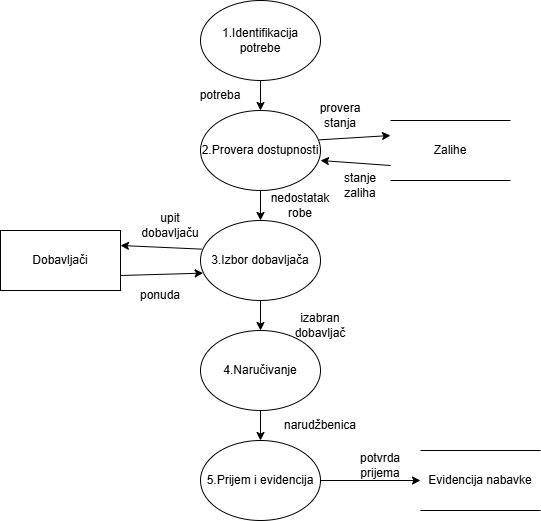 1.Identifikacija
potrebe
potreba
provera
stanja
2.Provera dostupnosti
Zalihe
stanje
zaliha
nedostatak
robe
upit
dobavljaču
Dobavljači
3.Izbor dobavljača
ponuda
izabran
dobavljač
4.Naručivanje
narudžbenica
potvrda
prijema
5.Prijem i evidencija
Evidencija nabavke